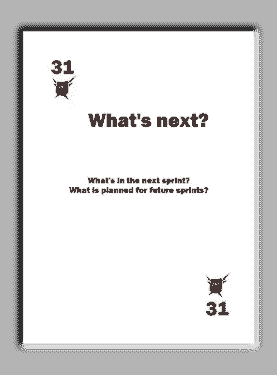 31
What's next?
What's in the next sprint?
What is planned for future sprints?
31